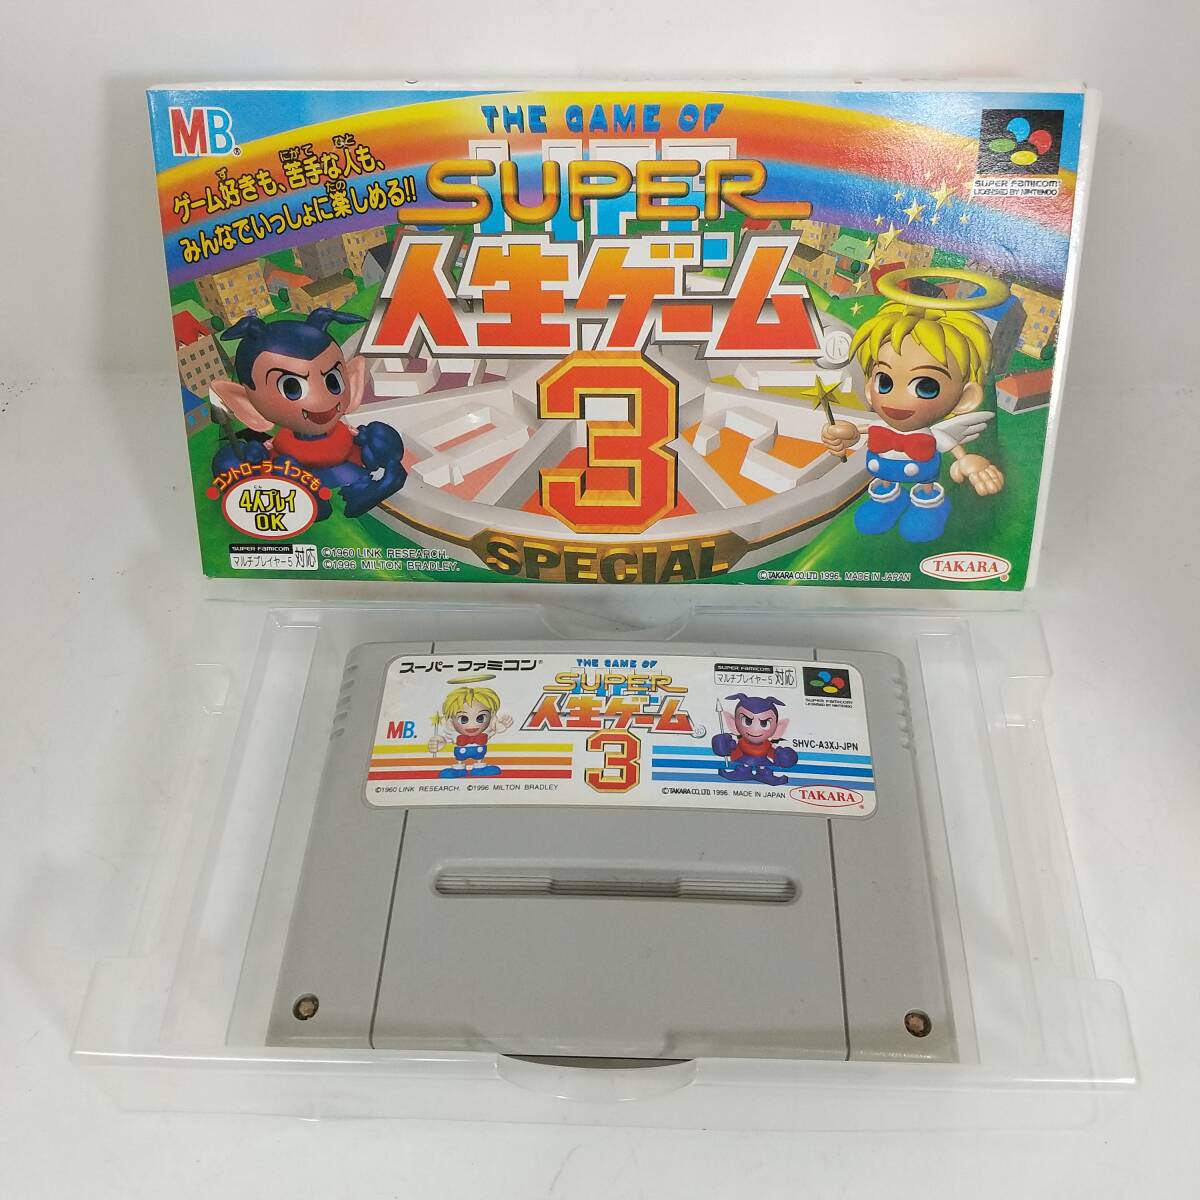 MB®
ゲーム好きも、苦手な人も、
みんなでいっしょに楽しめる!!
THE GAME OF
LIFE
SUPER
人生ゲーム®
3
SPECIAL
SUPER FAMICOM
LICENSED BY NINTENDO
コントローラー1つでも
4人プレイ
OK
SUPER FAMICOM
マルチプレイヤー5 対応
©1960 LINK RESEARCH.
©1996 MILTON BRADLEY.
©TAKARA CO.,LTD. 1996. MADE IN JAPAN
TAKARA®
スーパーファミコン®
THE GAME OF
LIFE
SUPER
人生ゲーム®
3
MB®
SUPER FAMICOM
マルチプレイヤー5 対応
SUPER FAMICOM
LICENSED BY NINTENDO
SHVC-A3XJ-JPN
©1960 LINK RESEARCH. ©1996 MILTON BRADLEY
©TAKARA CO.,LTD. 1996. MADE IN JAPAN
TAKARA®